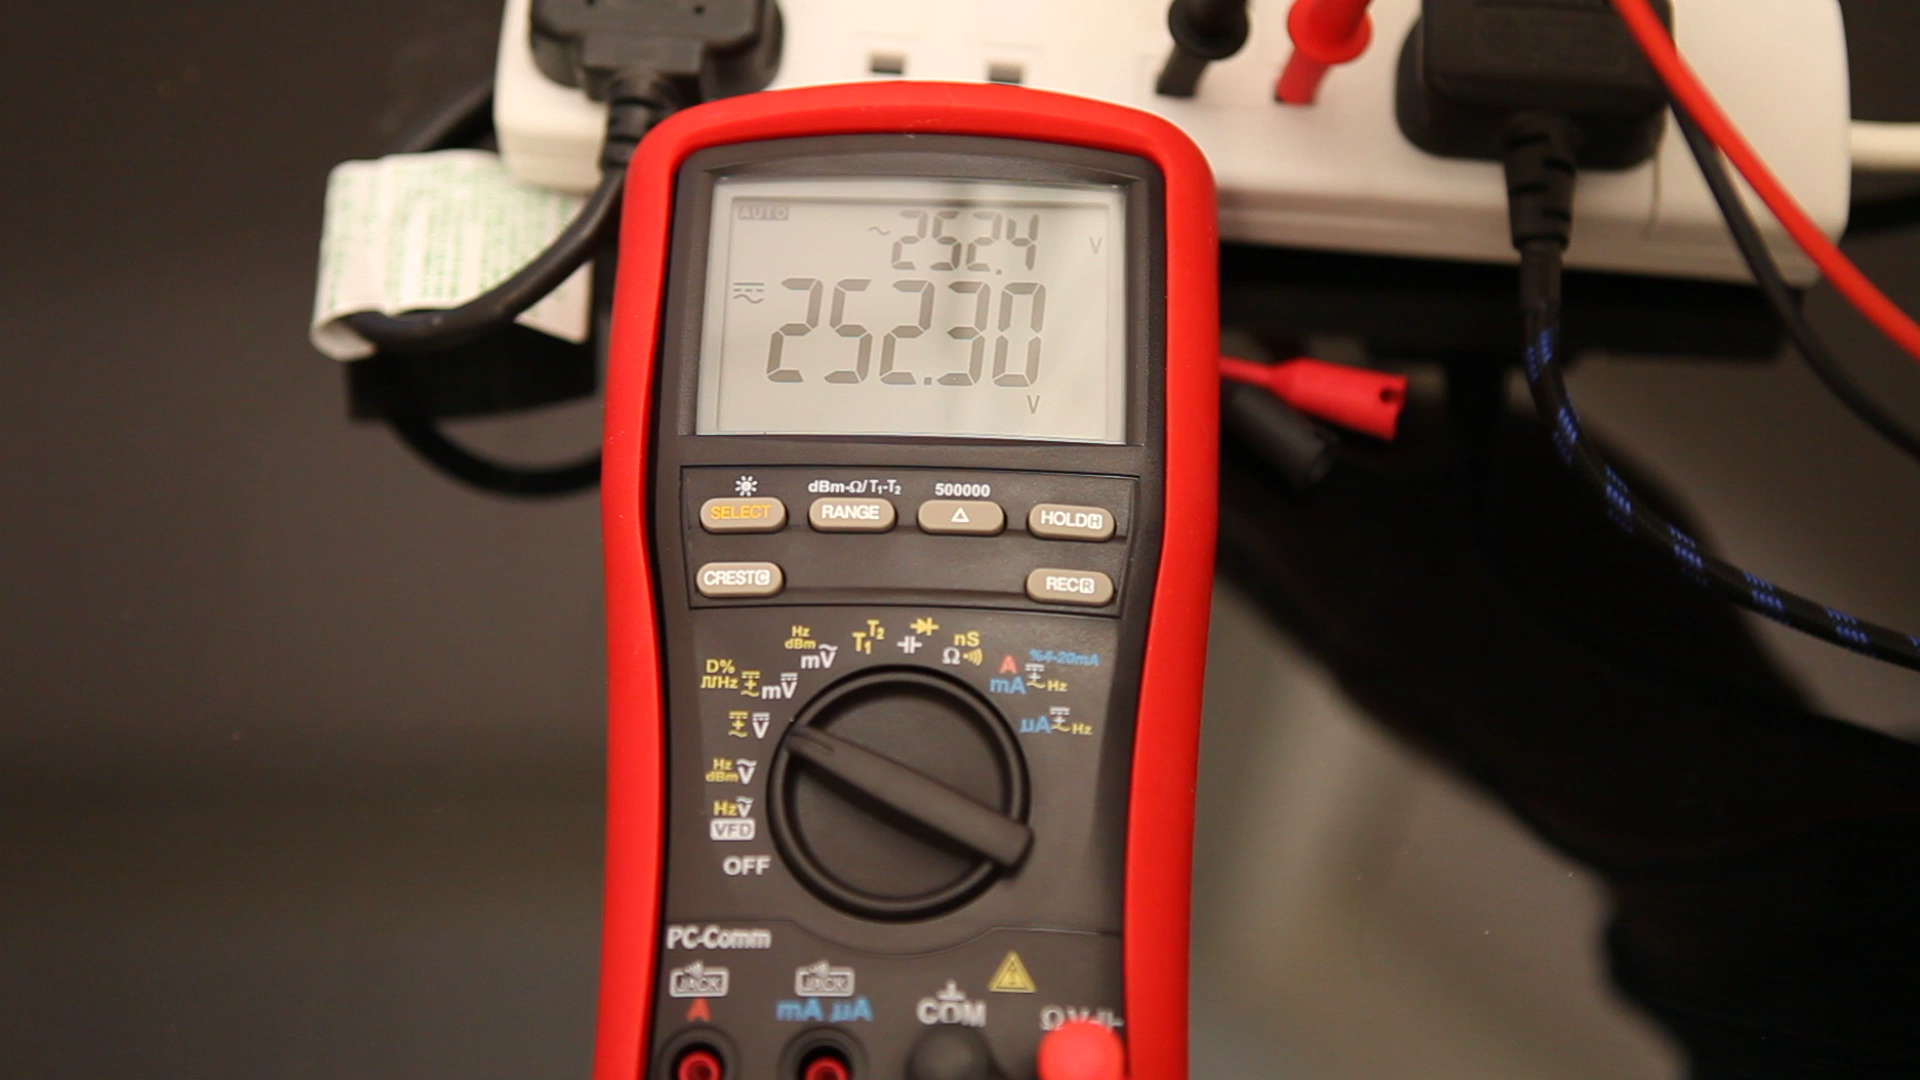 AUTO
~252.4 V
252.30
V
dBm-Ω/T1-T2 500000
SELECT RANGE Δ HOLD H
CREST C REC R
Hz
dBm
mV
T1 T2
nS
Ω
A %4-20mA
mA Hz
D%
Hz mV
V
µA Hz
Hz
dBm V
Hz V
VFD
OFF
PC-Comm
JACK JACK
A mA µA COM Ω V